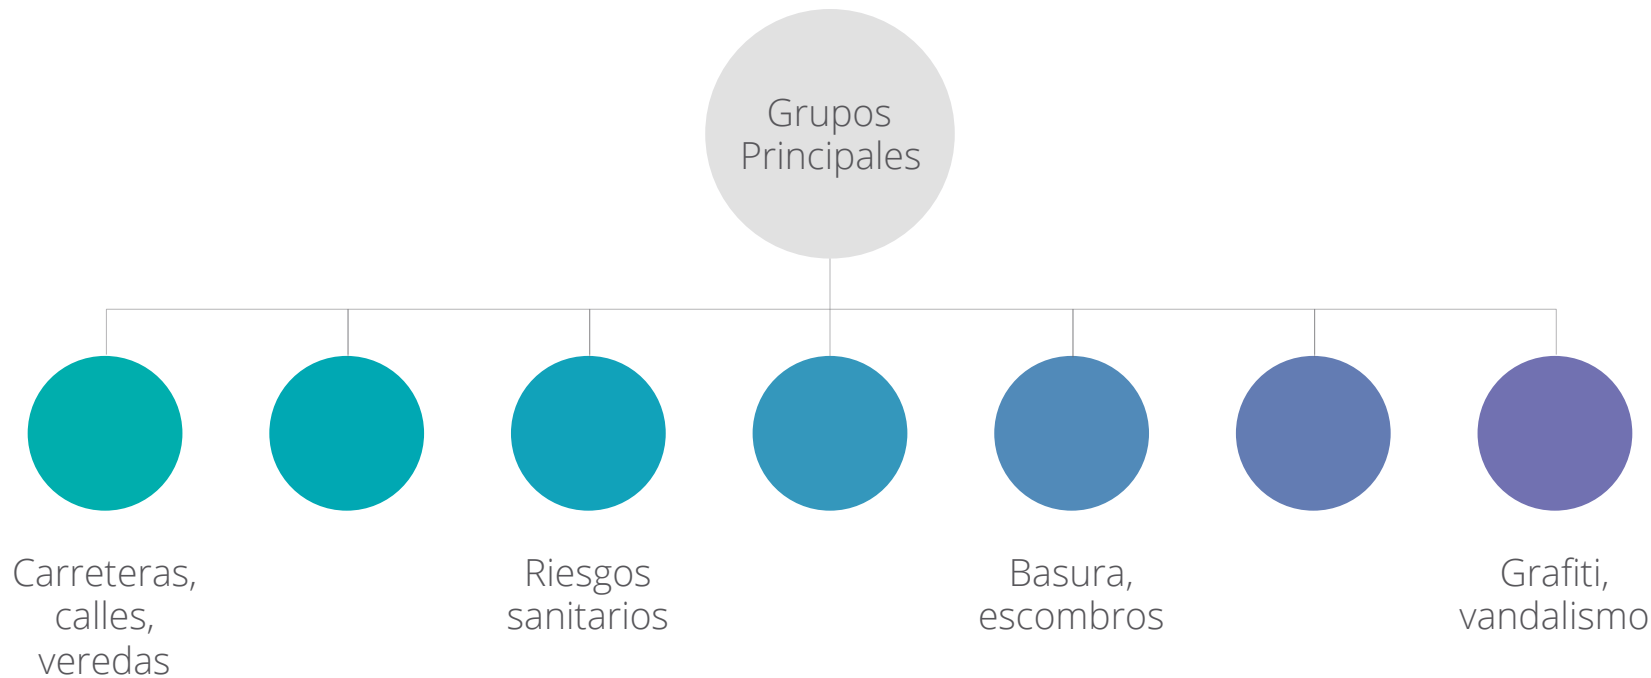 Grupos
Principales
Carreteras,
calles,
veredas
Riesgos
sanitarios
Basura,
escombros
Grafiti,
vandalismo